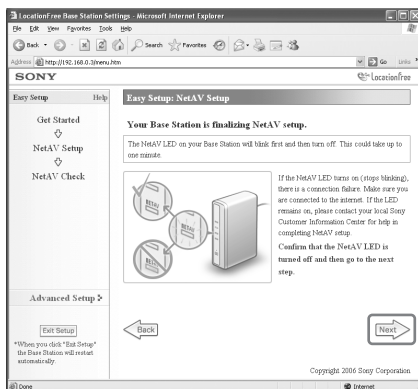 LocationFree Base Station Settings - Microsoft Internet Explorer
File Edit View Favorites Tools Help
Back Search Favorites
Address http://192.168.0.3/menu.htm Go Links
SONY LocationFree
Easy Setup Help
Get Started
NetAV Setup
NetAV Check
Advanced Setup
Exit Setup
*When you click "Exit Setup"
the Base Station will restart
automatically.
Easy Setup: NetAV Setup
Your Base Station is finalizing NetAV setup.
The NetAV LED on your Base Station will blink first and then turn off. This could take up to
one minute.
NETAV
NETAV
NETAV
If the NetAV LED turns on (stops blinking),
there is a connection failure. Make sure you
are connected to the internet. If the LED
remains on, please contact your local Sony
Customer Information Center for help in
completing NetAV setup.
Confirm that the NetAV LED is
turned off and then go to the next
step.
Back Next
Copyright 2006 Sony Corporation
Done Internet